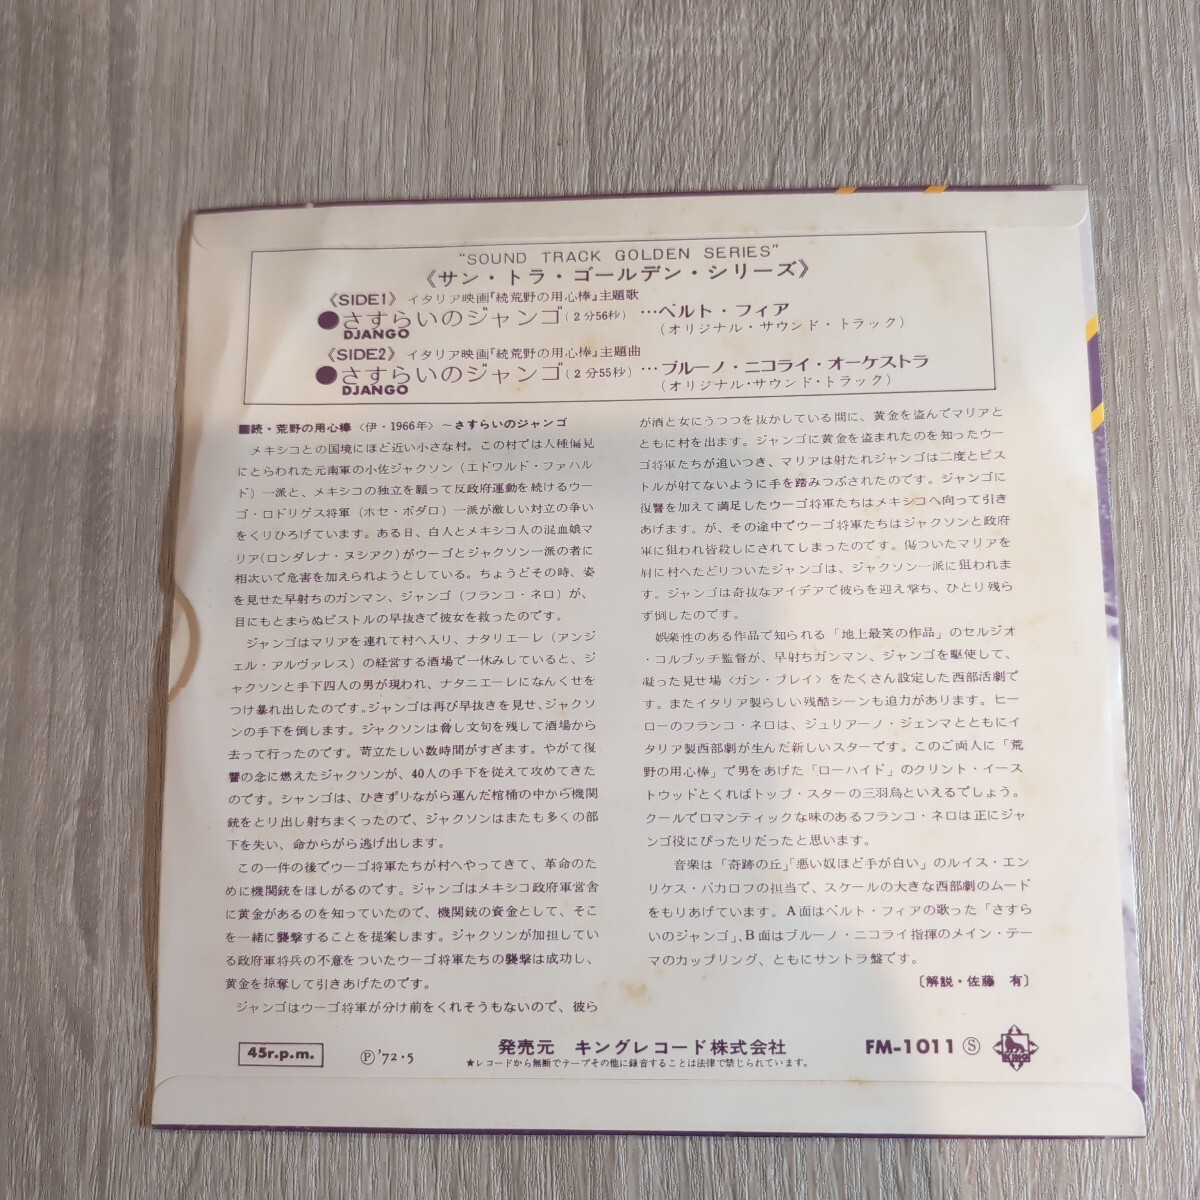 "SOUND TRACK GOLDEN SERIES"
《サン・トラ・ゴールデン・シリーズ》
《SIDE1》 イタリア映画『続荒野の用心棒』主題歌
●さすらいのジャンゴ(2分56秒) …ベルト・フィア
DJANGO (オリジナル・サウンド・トラック)
《SIDE2》 イタリア映画『続荒野の用心棒』主題曲
●さすらいのジャンゴ(2分55秒) …ブルーノ・ニコライ・オーケストラ
DJANGO (オリジナル・サウンド・トラック)
■続・荒野の用心棒〈伊・1966年〉~さすらいのジャンゴ
メキシコとの国境にほど近い小さな村。この村では人種偏見
にとらわれた元南軍の小佐ジャクソン(エドワルド・ファハル
ド)一派と、メキシコの独立を願って反政府運動を続けるウー
ゴ・ロドリゲス将軍(ホセ・ボダロ)一派が激しい対立の争い
をくりひろげています。ある日、白人とメキシコ人の混血娘マ
リア(ロンダレナ・ヌシアク)がウーゴとジャクソン一派の者に
相次いで危害を加えられようとしている。ちょうどその時、姿
を見せた早射ちのガンマン、ジャンゴ(フランコ・ネロ)が、
目にもとまらぬピストルの早抜きで彼女を救ったのです。
ジャンゴはマリアを連れて村へ入り、ナタリエーレ(アンジ
ェル・アルヴァレス)の経営する酒場で一休みしていると、ジ
ャクソンと手下四人の男が現われ、ナタニエーレになんくせを
つけ暴れ出したのです。ジャンゴは再び早抜きを見せ、ジャクソ
ンの手下を倒します。ジャクソンは脅し文句を残して酒場から
去って行ったのです。苛立たしい数時間がすぎます。やがて復
讐の念に燃えたジャクソンが、40人の手下を従えて攻めてきた
のです。ジャンゴは、ひきずりながら運んだ棺桶の中から機関
銃をとり出し射ちまくったので、ジャクソンはまたも多くの部
下を失い、命からがら逃げ出します。
この一件の後でウーゴ将軍たちが村へやってきて、革命のた
めに機関銃をほしがるのです。ジャンゴはメキシコ政府軍営舎
に黄金があるのを知っていたので、機関銃の資金として、そこ
を一緒に襲撃することを提案します。ジャクソンが加担してい
る政府軍将兵の不意をついたウーゴ将軍たちの襲撃は成功し、
黄金を掠奪して引きあげたのです。
ジャンゴはウーゴ将軍が分け前をくれそうもないので、彼ら
が酒と女にうつつを抜かしている間に、黄金を盗んでマリアと
ともに村を出ます。ジャンゴに黄金を盗まれたのを知ったウー
ゴ将軍たちが追いつき、マリアは射たれジャンゴは二度とピス
トルが射てないように手を踏みつぶされたのです。ジャンゴに
復讐を加えて満足したウーゴ将軍たちはメキシコへ向って引き
あげます。が、その途中でウーゴ将軍たちはジャクソンと政府
軍に狙われ皆殺しにされてしまったのです。傷ついたマリアを
肩に村へたどりついたジャンゴは、ジャクソン一派に狙われま
す。ジャンゴは奇抜なアイデアで彼らを迎え撃ち、ひとり残ら
ず倒したのです。
娯楽性のある作品で知られる「地上最笑の作品」のセルジオ
・コルブッチ監督が、早射ちガンマン、ジャンゴを駆使して、
凝った見せ場〈ガン・プレイ〉をたくさん設定した西部活劇で
す。またイタリア製らしい残酷シーンも迫力があります。ヒー
ローのフランコ・ネロは、ジュリアーノ・ジェンマとともにイ
タリア製西部劇が生んだ新しいスターです。このご両人に「荒
野の用心棒」で男をあげた「ローハイド」のクリント・イース
トウッドとくればトップ・スターの三羽烏といえるでしょう。
クールでロマンティックな味のあるフランコ・ネロは正にジャ
ンゴ役にぴったりだったと思います。
音楽は「奇跡の丘」「悪い奴ほど手が白い」のルイス・エン
リケス・バカロフの担当で、スケールの大きな西部劇のムード
をもりあげています。A面はベルト・フィアの歌った「さすら
いのジャンゴ」、B面はブルーノ・ニコライ指揮のメイン・テー
マのカップリング、ともにサントラ盤です。
〔解説・佐藤 有〕
45r.p.m. Ⓟ'72・5 発売元 キングレコード株式会社 FM-1011 Ⓢ KING
★レコードから無断でテープその他に録音することは法律で禁じられています。